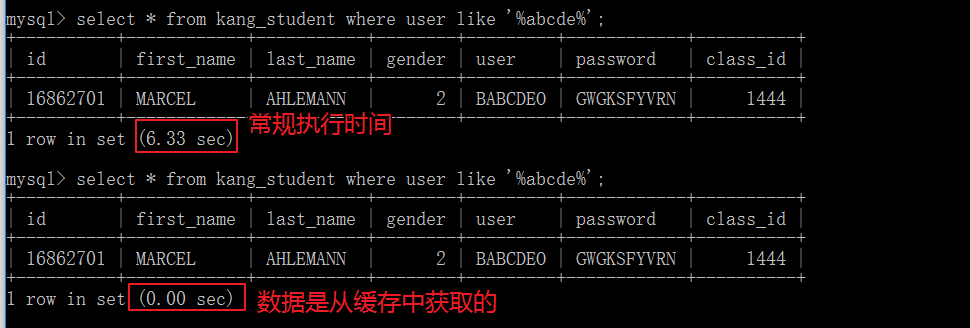 mysql> select * from kang_student where user like '%abcde%';
| id | first_name | last_name | gender | user | password | class_id |
| 16862701 | MARCEL | AHLEMANN | 2 | BABCDEO | GWGKSFYVRN | 1444 |
1 row in set (6.33 sec) 常规执行时间
mysql> select * from kang_student where user like '%abcde%';
| id | first_name | last_name | gender | user | password | class_id |
| 16862701 | MARCEL | AHLEMANN | 2 | BABCDEO | GWGKSFYVRN | 1444 |
1 row in set (0.00 sec) 数据是从缓存中获取的